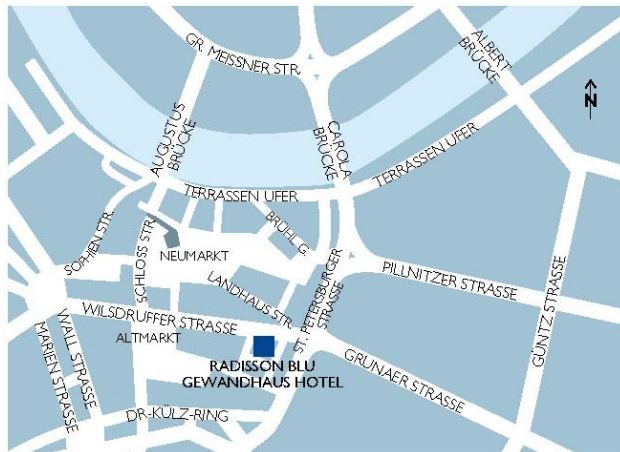 GR. MEISSNER STR.
ALBERT
BRÜCKE
N
AUGUSTUS
BRÜCKE
CAROLA
BRÜCKE
TERRASSEN UFER
TERRASSEN UFER
SOPHIEN STR.
SCHLOSS STR.
NEUMARKT
BRÜHL G.
LANDHAUS STR.
ST. PETERSBURGER
STRASSE
PILLNITZER STRASSE
GÜNTZ STRASSE
WILSDRUFFER STRASSE
ALTMARKT
MARIEN STRASSE
WALL STRASSE
RADISSON BLU
GEWANDHAUS HOTEL
GRUNAER STRASSE
DR-KÜLZ-RING